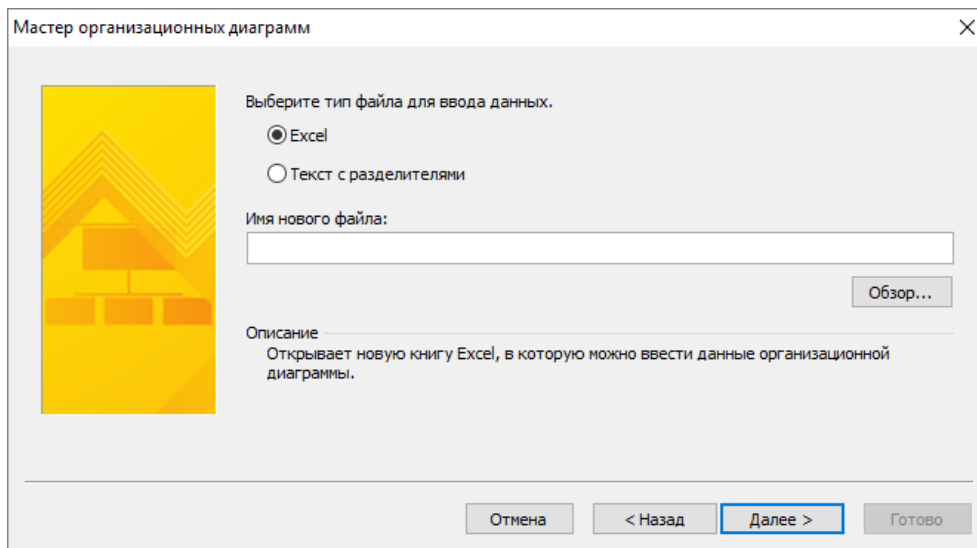 Мастер организационных диаграмм
Выберите тип файла для ввода данных.
Excel
Текст с разделителями
Имя нового файла:
Обзор...
Описание
Открывает новую книгу Excel, в которую можно ввести данные организационной
диаграммы.
Отмена
< Назад
Далее >
Готово